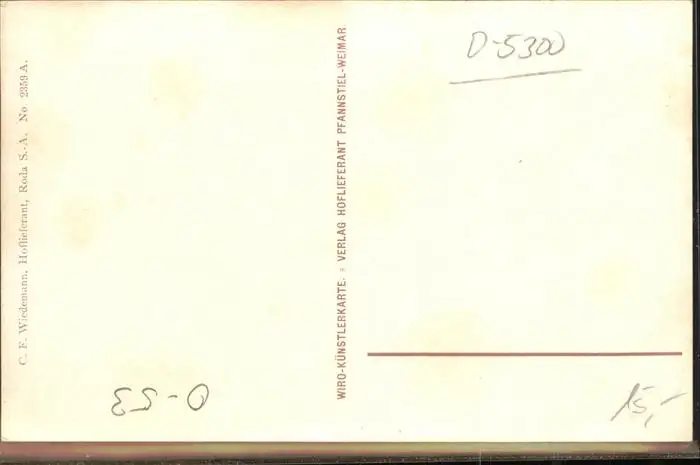 C. F. Wiedemann, Hoflieferant, Roda S.-A. No 2359 A.
WIRO-KÜNSTLERKARTE. = VERLAG HOFLIEFERANT PFANNSTIEL-WEIMAR
D-5300
O-53
15,-